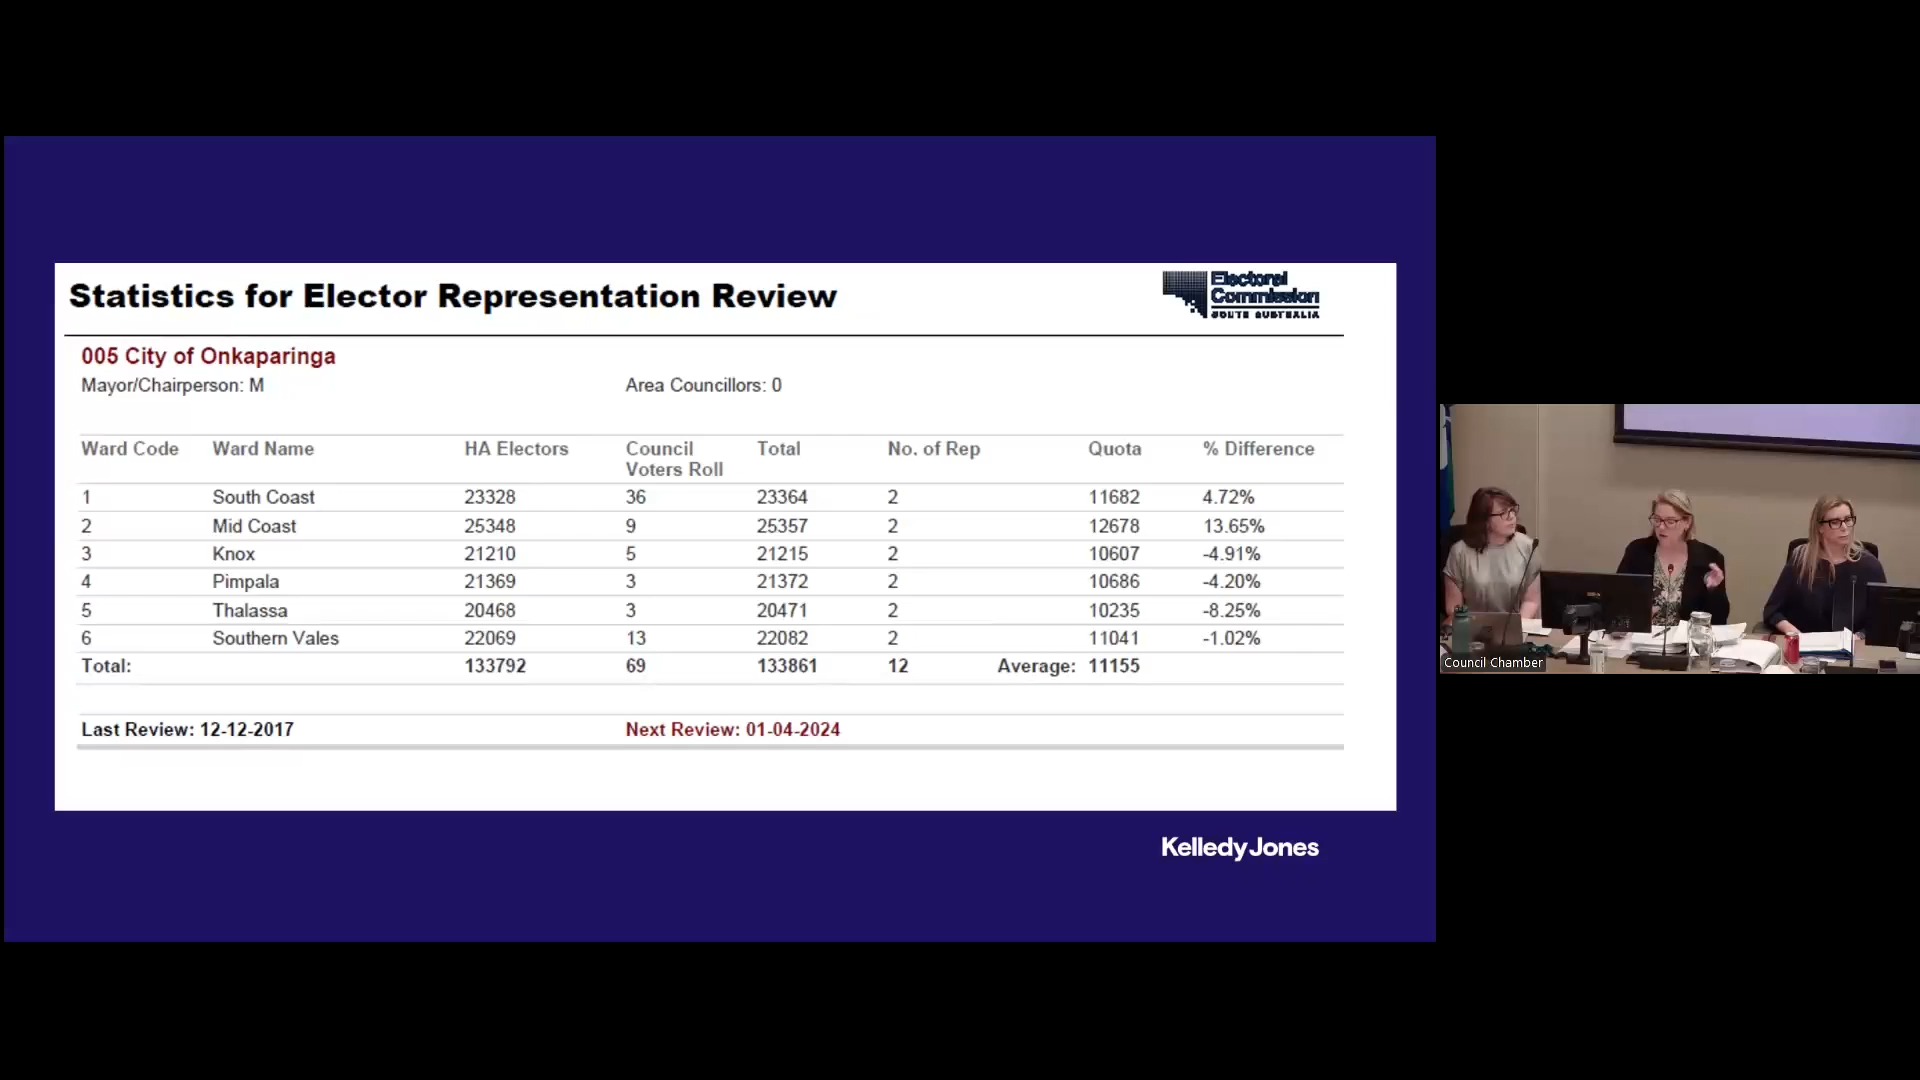 Statistics for Elector Representation Review
Electoral
Commission
SOUTH AUSTRALIA
005 City of Onkaparinga
Mayor/Chairperson: M Area Councillors: 0
Ward Code Ward Name HA Electors Council Voters Roll Total No. of Rep Quota % Difference
1 South Coast 23328 36 23364 2 11682 4.72%
2 Mid Coast 25348 9 25357 2 12678 13.65%
3 Knox 21210 5 21215 2 10607 -4.91%
4 Pimpala 21369 3 21372 2 10686 -4.20%
5 Thalassa 20468 3 20471 2 10235 -8.25%
6 Southern Vales 22069 13 22082 2 11041 -1.02%
Total: 133792 69 133861 12 Average: 11155
Last Review: 12-12-2017 Next Review: 01-04-2024
KelledyJones
Council Chamber